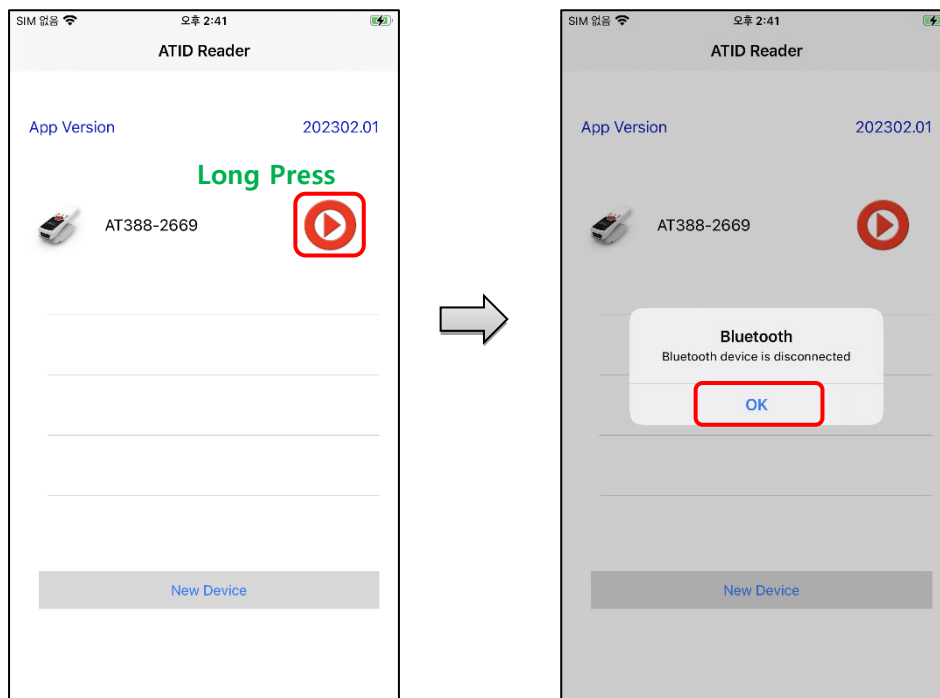 SIM 없음 오후 2:41
ATID Reader
App Version 202302.01
Long Press
AT388-2669
New Device
SIM 없음 오후 2:41
ATID Reader
App Version 202302.01
AT388-2669
Bluetooth
Bluetooth device is disconnected
OK
New Device